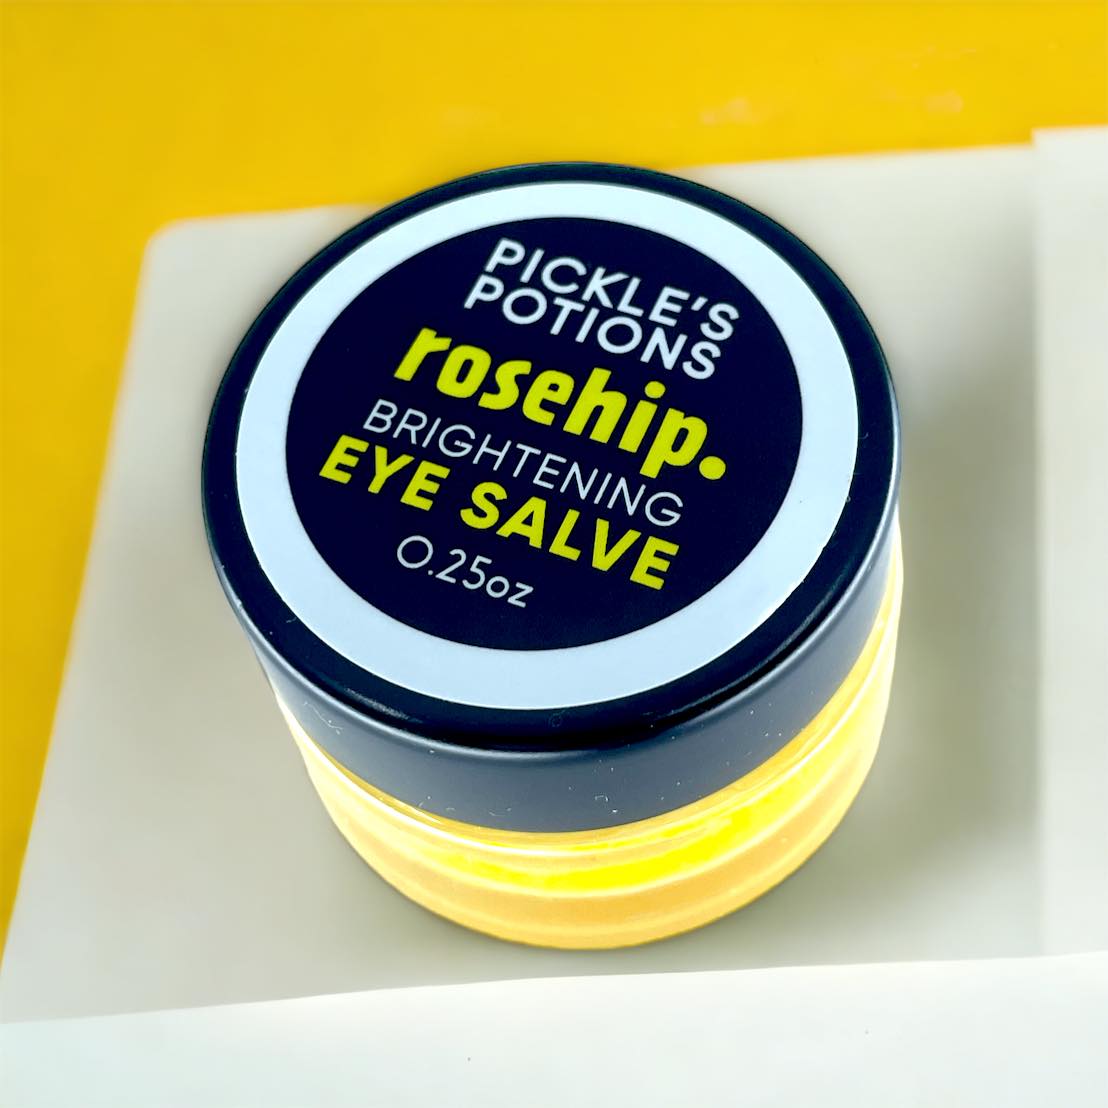 PICKLE'S
POTIONS
rosehip.
BRIGHTENING
EYE SALVE
0.25oz